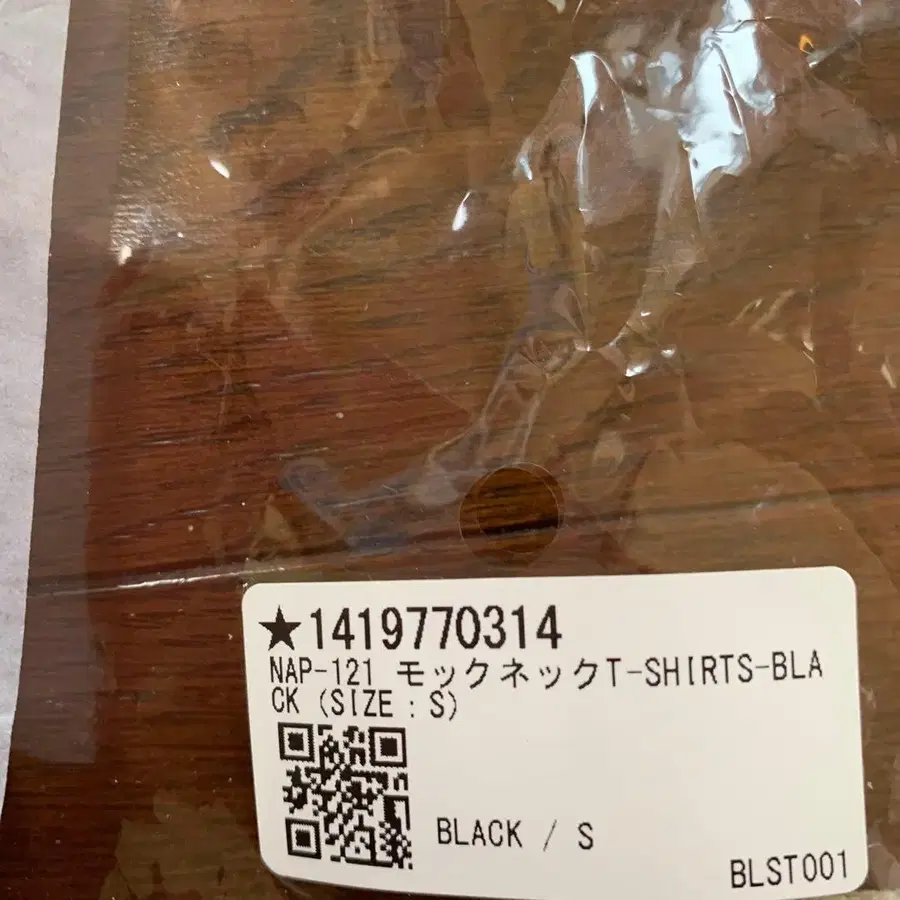 ★1419770314
NAP-121 モックネックT-SHIRTS-BLA
CK (SIZE : S)
BLACK / S
BLST001